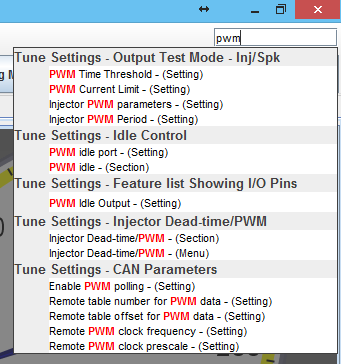 pwm
Tune Settings - Output Test Mode - Inj/Spk
PWM Time Threshold - (Setting)
PWM Current Limit - (Setting)
Injector PWM parameters - (Setting)
Injector PWM Period - (Setting)
Tune Settings - Idle Control
PWM idle port - (Setting)
PWM idle - (Section)
Tune Settings - Feature list Showing I/O Pins
PWM Idle Output - (Setting)
Tune Settings - Injector Dead-time/PWM
Injector Dead-time/PWM - (Section)
Injector Dead-time/PWM - (Menu)
Tune Settings - CAN Parameters
Enable PWM polling - (Setting)
Remote table number for PWM data - (Setting)
Remote table offset for PWM data - (Setting)
Remote PWM clock frequency - (Setting)
Remote PWM clock prescale - (Setting)